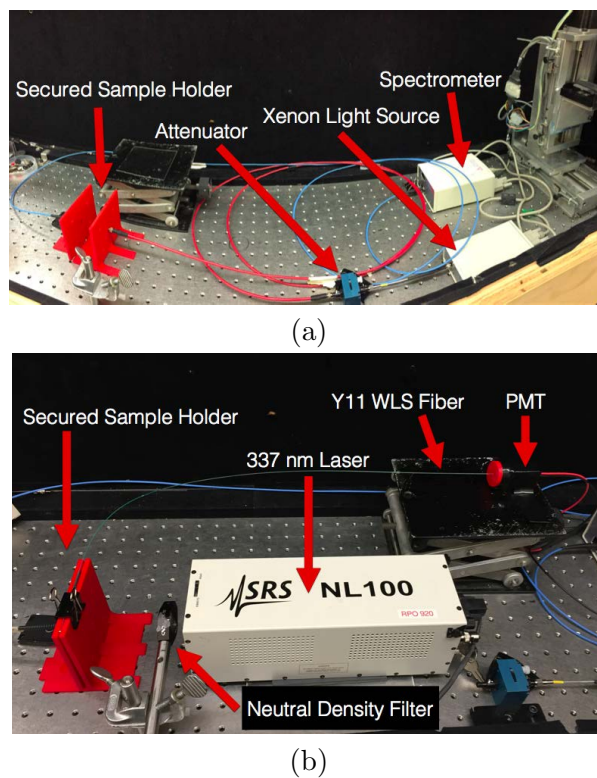 Spectrometer
Secured Sample Holder
Xenon Light Source
Attenuator
(a)
Y11 WLS Fiber
PMT
Secured Sample Holder
337 nm Laser
SRS NL100
RPO 920
Neutral Density Filter
(b)